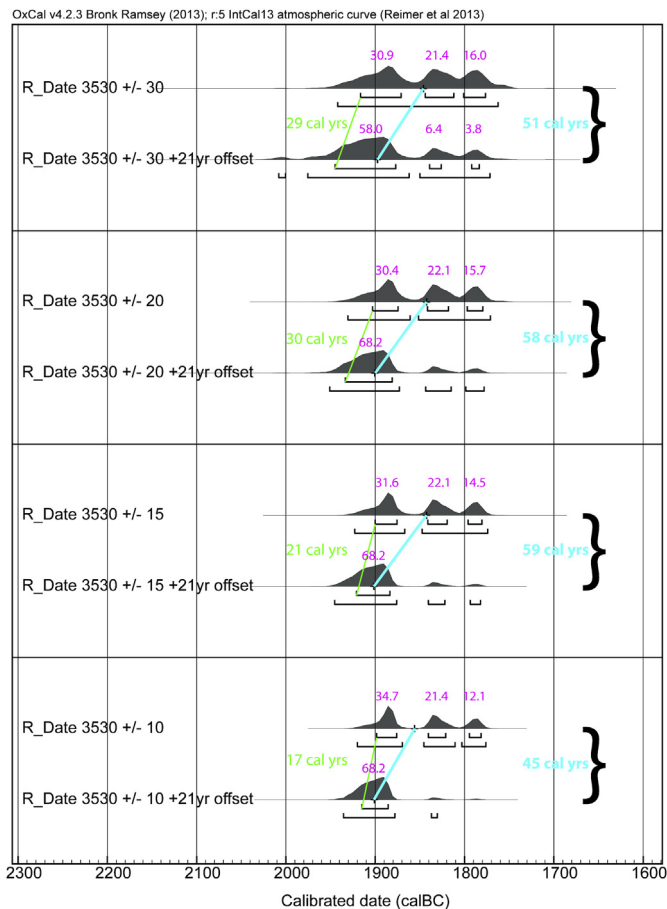 OxCal v4.2.3 Bronk Ramsey (2013); r:5 IntCal13 atmospheric curve (Reimer et al 2013)
30.9 21.4 16.0
R_Date 3530 +/- 30
29 cal yrs 51 cal yrs
58.0 6.4 3.8
R_Date 3530 +/- 30 +21yr offset
30.4 22.1 15.7
R_Date 3530 +/- 20
30 cal yrs 58 cal yrs
68.2
R_Date 3530 +/- 20 +21yr offset
31.6 22.1 14.5
R_Date 3530 +/- 15
21 cal yrs 59 cal yrs
68.2
R_Date 3530 +/- 15 +21yr offset
34.7 21.4 12.1
R_Date 3530 +/- 10
17 cal yrs 45 cal yrs
68.2
R_Date 3530 +/- 10 +21yr offset
2300 2200 2100 2000 1900 1800 1700 1600
Calibrated date (calBC)